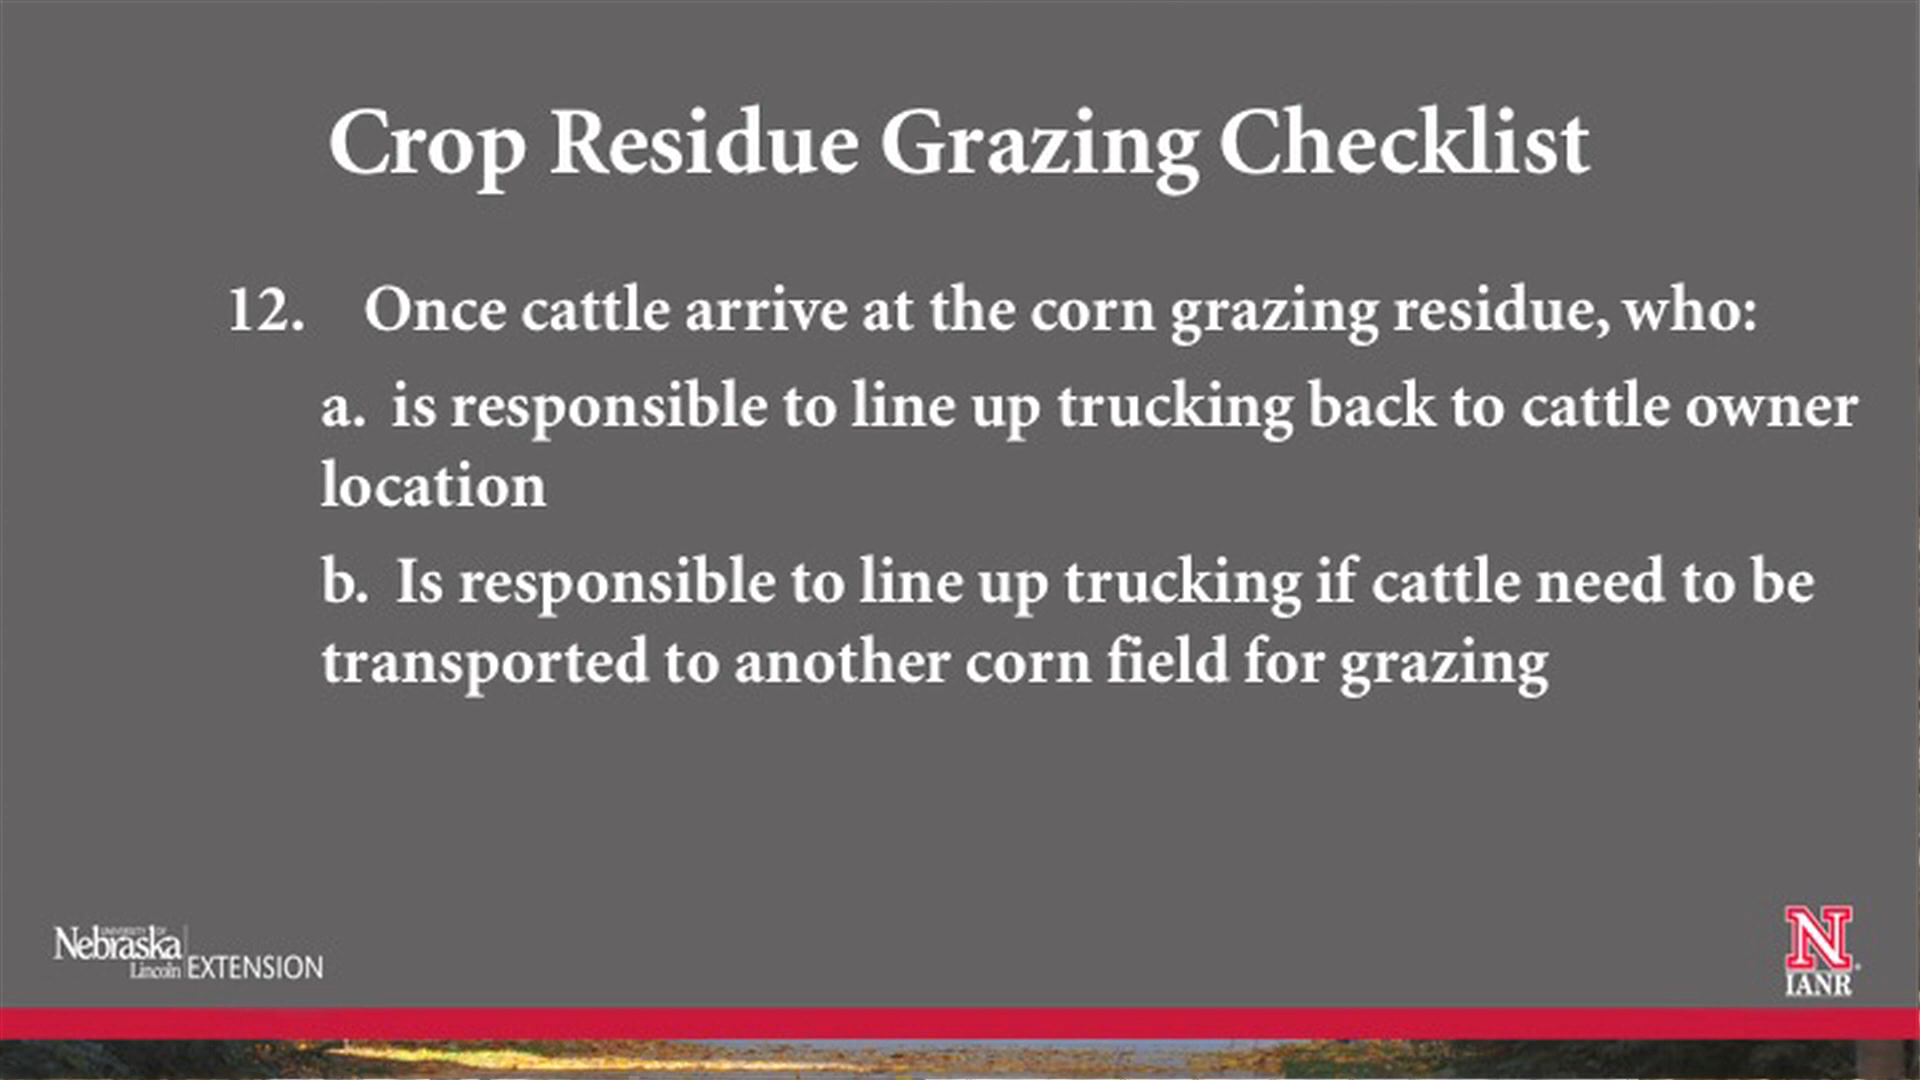 Crop Residue Grazing Checklist
12. Once cattle arrive at the corn grazing residue, who:
a. is responsible to line up trucking back to cattle owner
location
b. Is responsible to line up trucking if cattle need to be
transported to another corn field for grazing
UNIVERSITY OF
Nebraska
Lincoln
EXTENSION
N
IANR